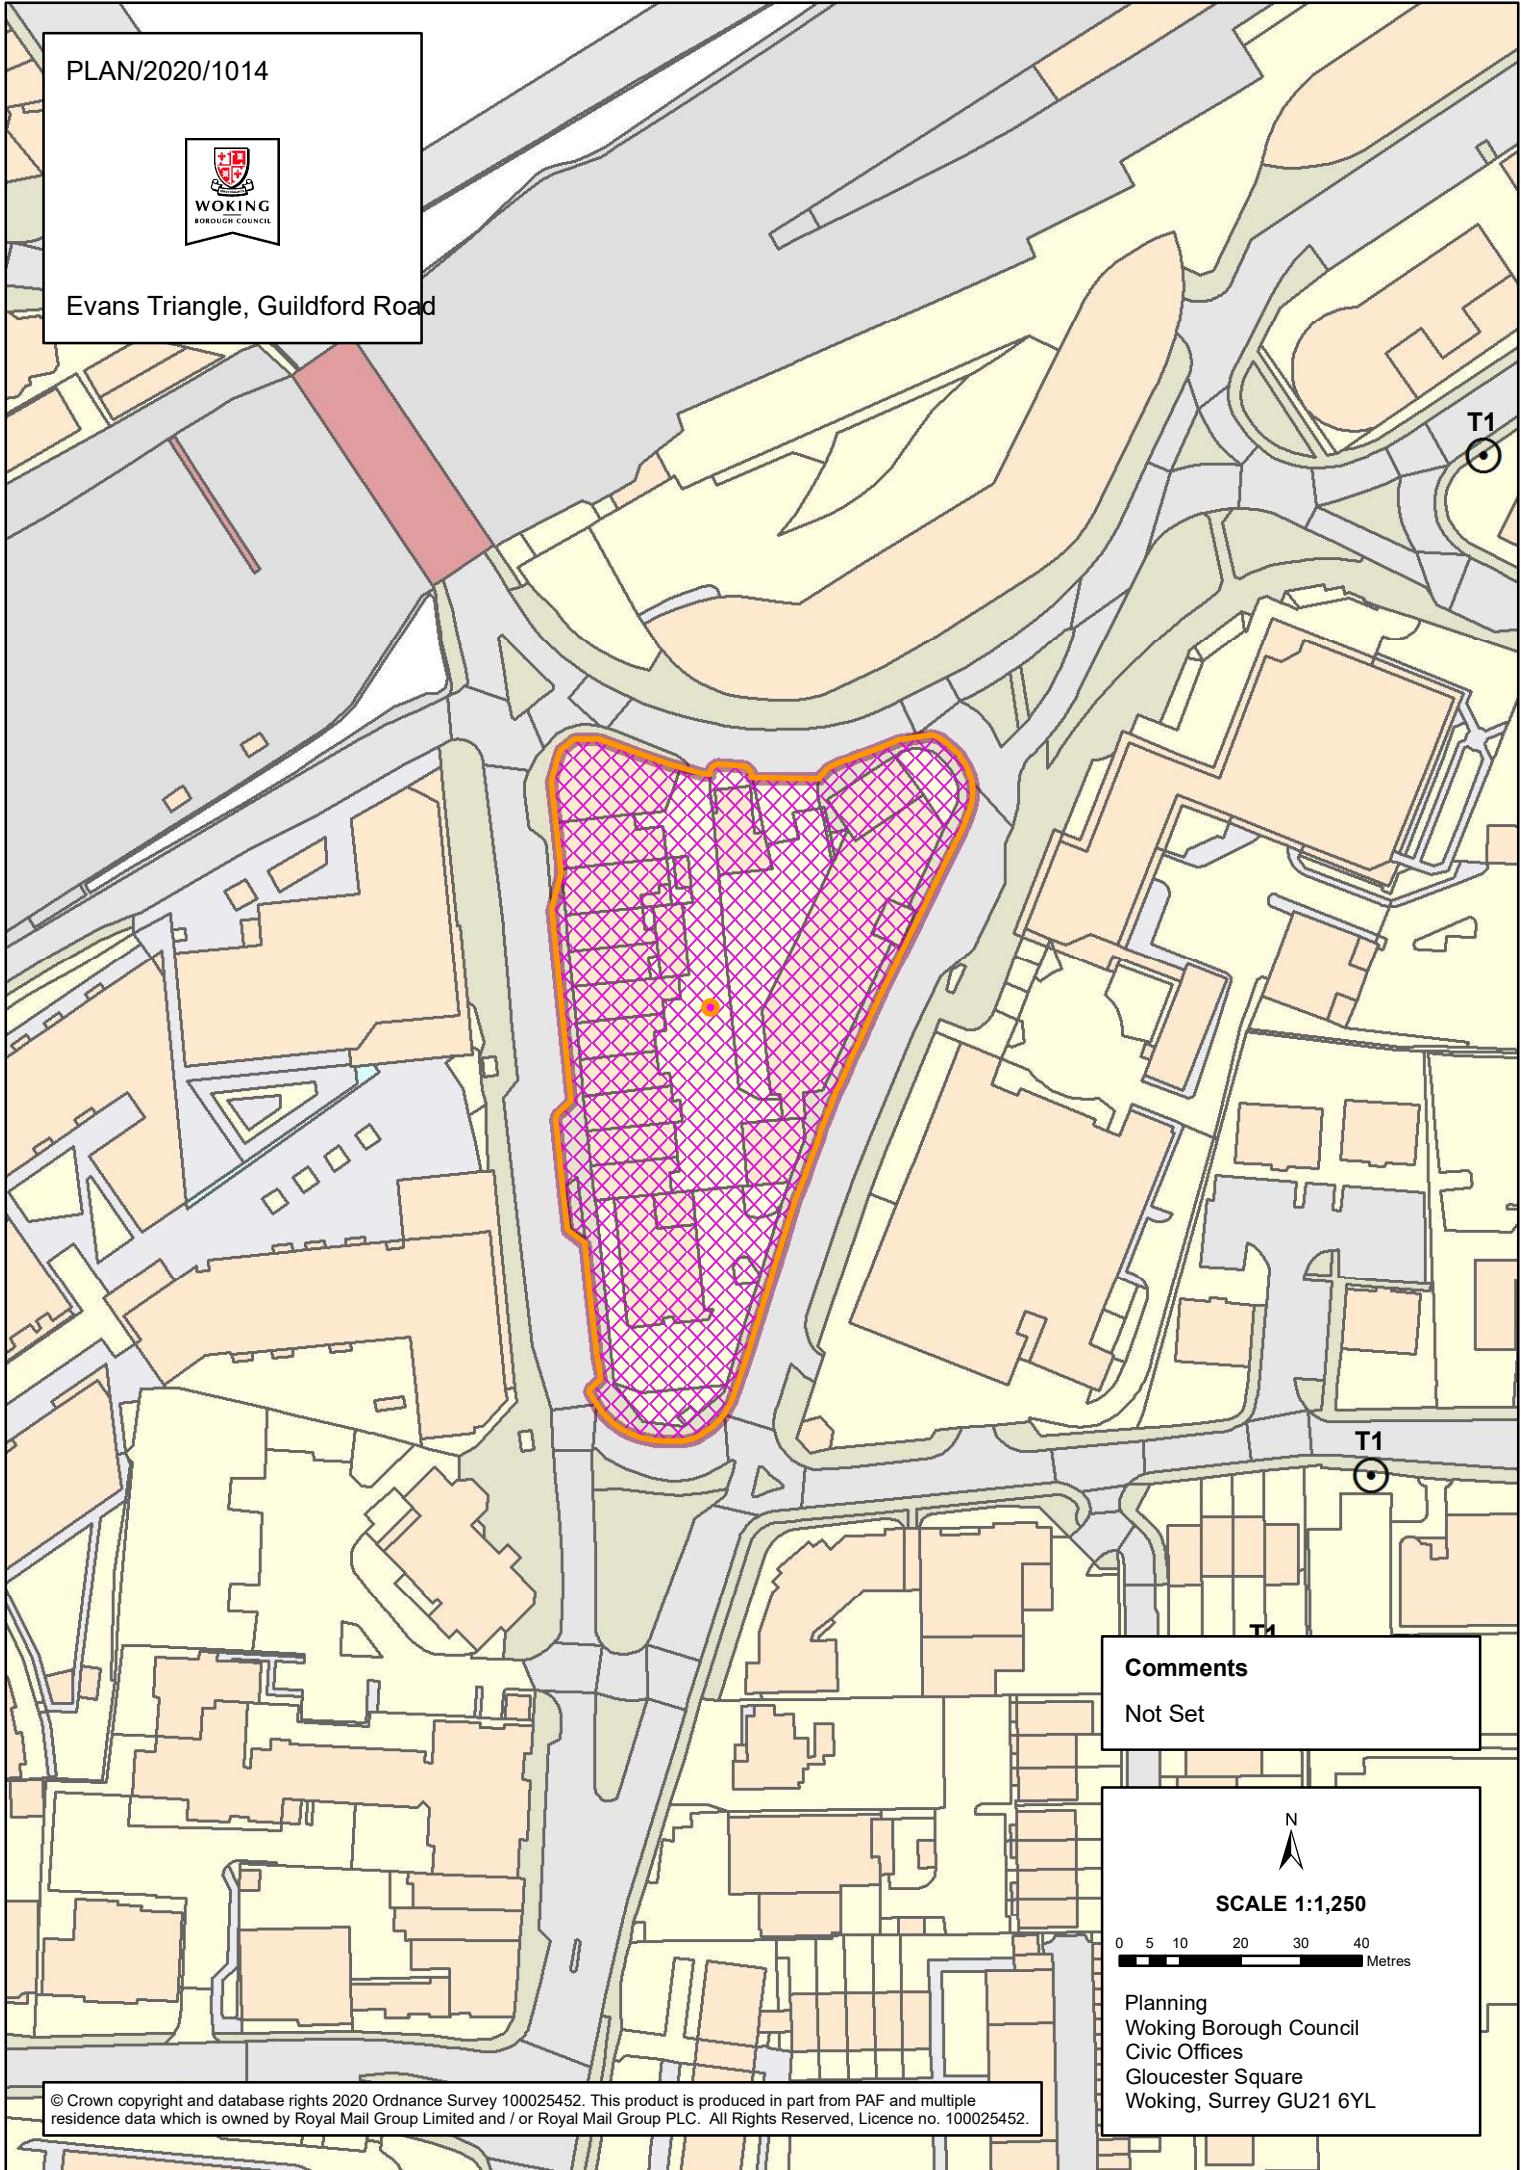 PLAN/2020/1014
WOKING
BOROUGH COUNCIL
Evans Triangle, Guildford Road
T1
T1
T1
Comments
Not Set
N
SCALE 1:1,250
0 5 10 20 30 40
Metres
Planning
Woking Borough Council
Civic Offices
Gloucester Square
Woking, Surrey GU21 6YL
© Crown copyright and database rights 2020 Ordnance Survey 100025452. This product is produced in part from PAF and multiple
residence data which is owned by Royal Mail Group Limited and / or Royal Mail Group PLC. All Rights Reserved, Licence no. 100025452.